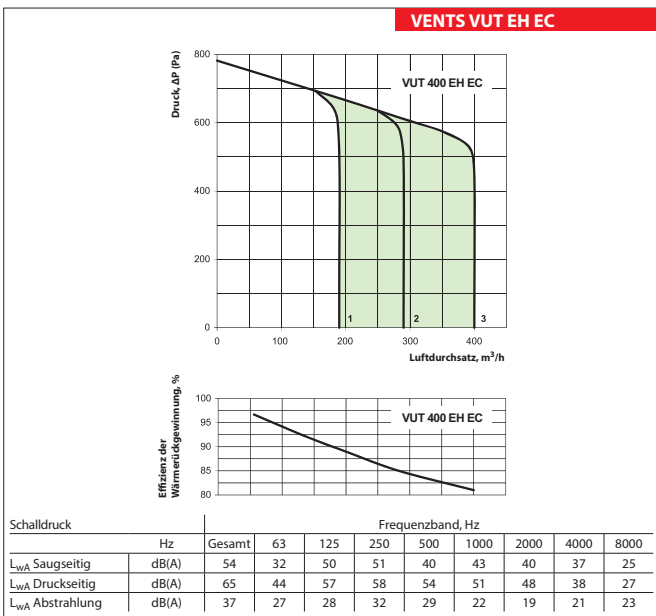 VENTS VUT EH EC
Druck, ΔP (Pa)
800
600
400
200
0
VUT 400 EH EC
1
2
3
0 100 200 300 400
Luftdurchsatz, m³/h
Effizienz der
Wärmerückgewinnung, %
100
95
90
85
80
VUT 400 EH EC
Schalldruck Frequenzband, Hz
Hz Gesamt 63 125 250 500 1000 2000 4000 8000
LwA Saugseitig dB(A) 54 32 50 51 40 43 40 37 25
LwA Druckseitig dB(A) 65 44 57 58 54 51 48 38 27
LwA Abstrahlung dB(A) 37 27 28 32 29 22 19 21 23